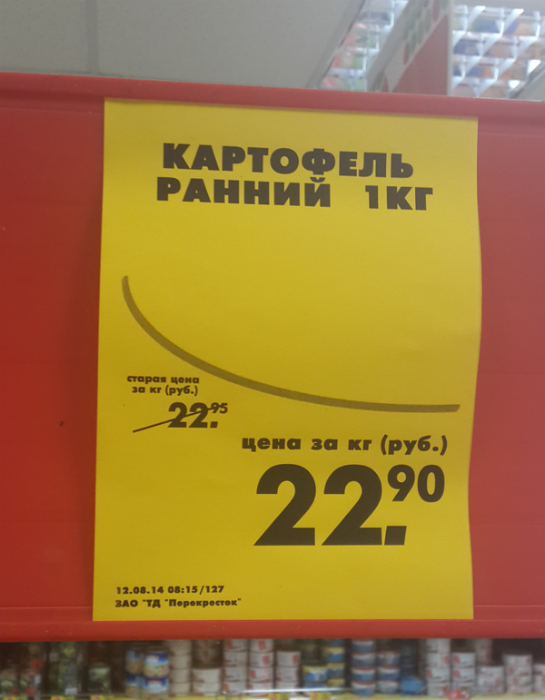 КАРТОФЕЛЬ
РАННИЙ 1КГ
старая цена
за кг (руб.)
22.95
цена за кг (руб.)
22.90
12.08.14 08:15/127
ЗАО "ТД "Перекресток"